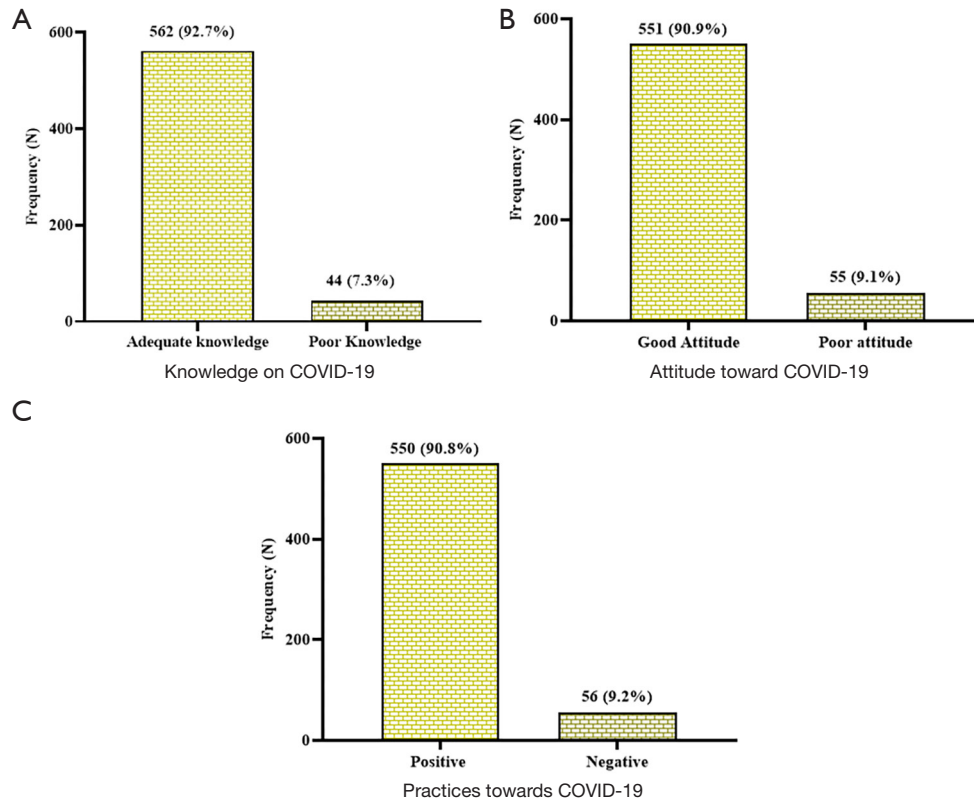 A
600
400
200
0
Frequency (N)
562 (92.7%)
44 (7.3%)
Adequate knowledge
Poor Knowledge
Knowledge on COVID-19
B
600
400
200
0
Frequency (N)
551 (90.9%)
55 (9.1%)
Good Attitude
Poor attitude
Attitude toward COVID-19
C
600
400
200
0
Frequency (N)
550 (90.8%)
56 (9.2%)
Positive
Negative
Practices towards COVID-19